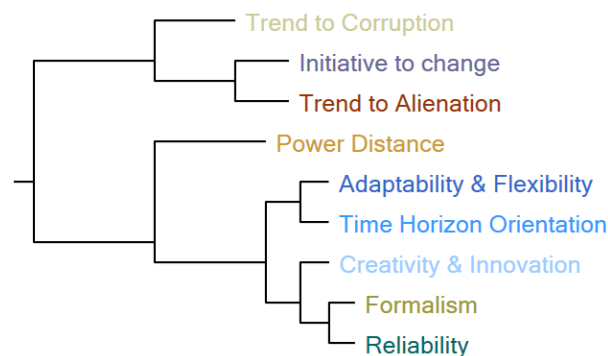 Trend to Corruption
Initiative to change
Trend to Alienation
Power Distance
Adaptability & Flexibility
Time Horizon Orientation
Creativity & Innovation
Formalism
Reliability